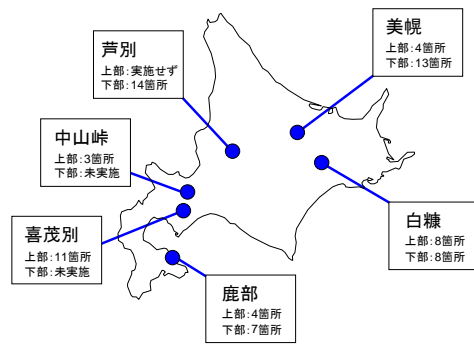 美幌
上部:4箇所
下部:13箇所
芦別
上部:実施せず
下部:14箇所
中山峠
上部:3箇所
下部:未実施
喜茂別
上部:11箇所
下部:未実施
白糠
上部:8箇所
下部:8箇所
鹿部
上部:4箇所
下部:7箇所